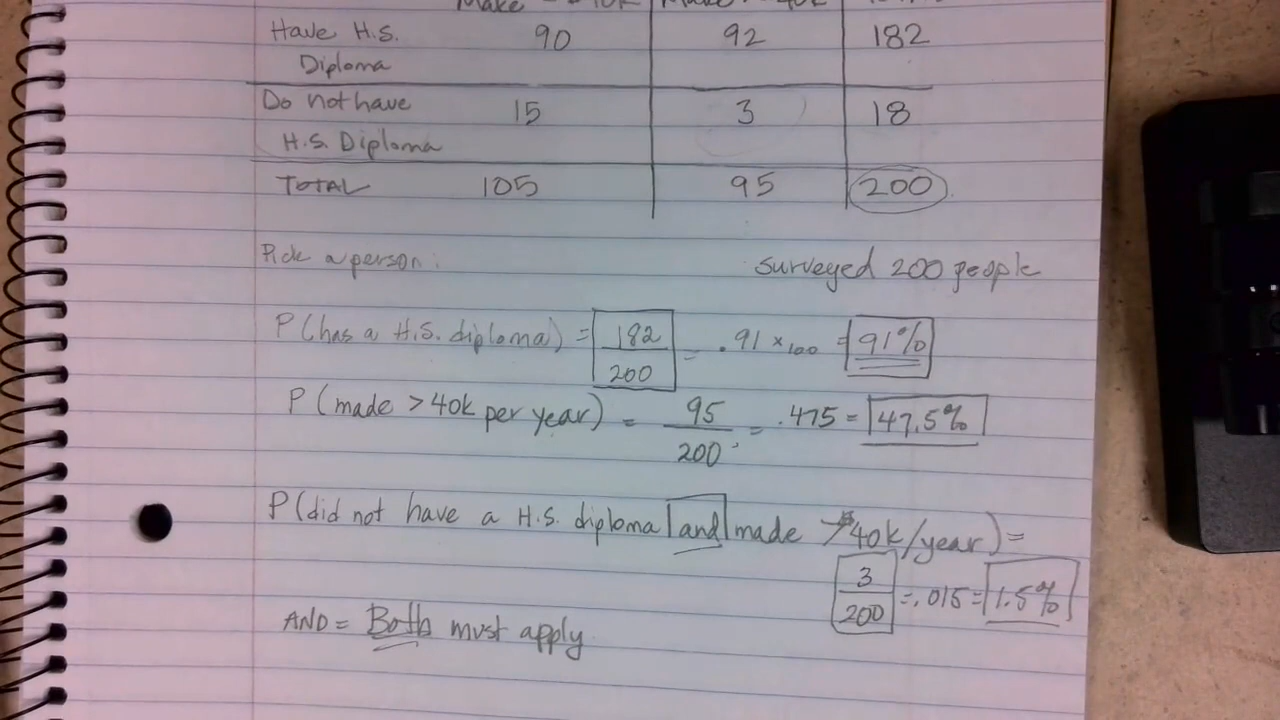 Have H.S. 90 92 182
Diploma
Do not have 15 3 18
H.S. Diploma
TOTAL 105 95 200
Pick a person: surveyed 200 people
P(has a H.S. diploma) = 182/200 = .91 ×100 = 91%
P(made >40k per year) = 95/200 = .475 = 47.5%
P(did not have a H.S. diploma and made >$40k/year) =
3/200 = .015 = 1.5%
AND = Both must apply